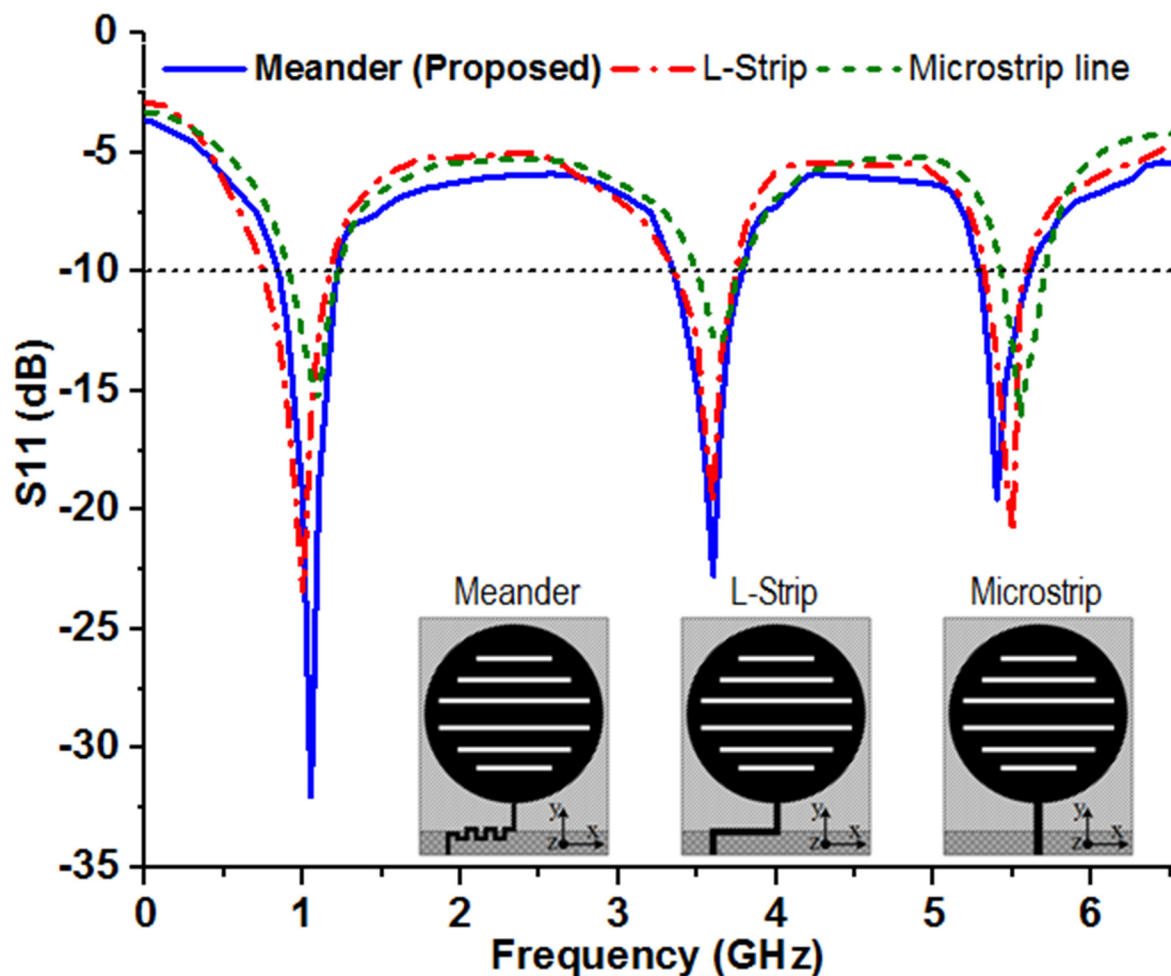 0
Meander (Proposed) L-Strip Microstrip line
-5
-10
-15
-20
-25
-30
-35
S11 (dB)
Meander L-Strip Microstrip
y x z y x z y x z
0 1 2 3 4 5 6
Frequency (GHz)